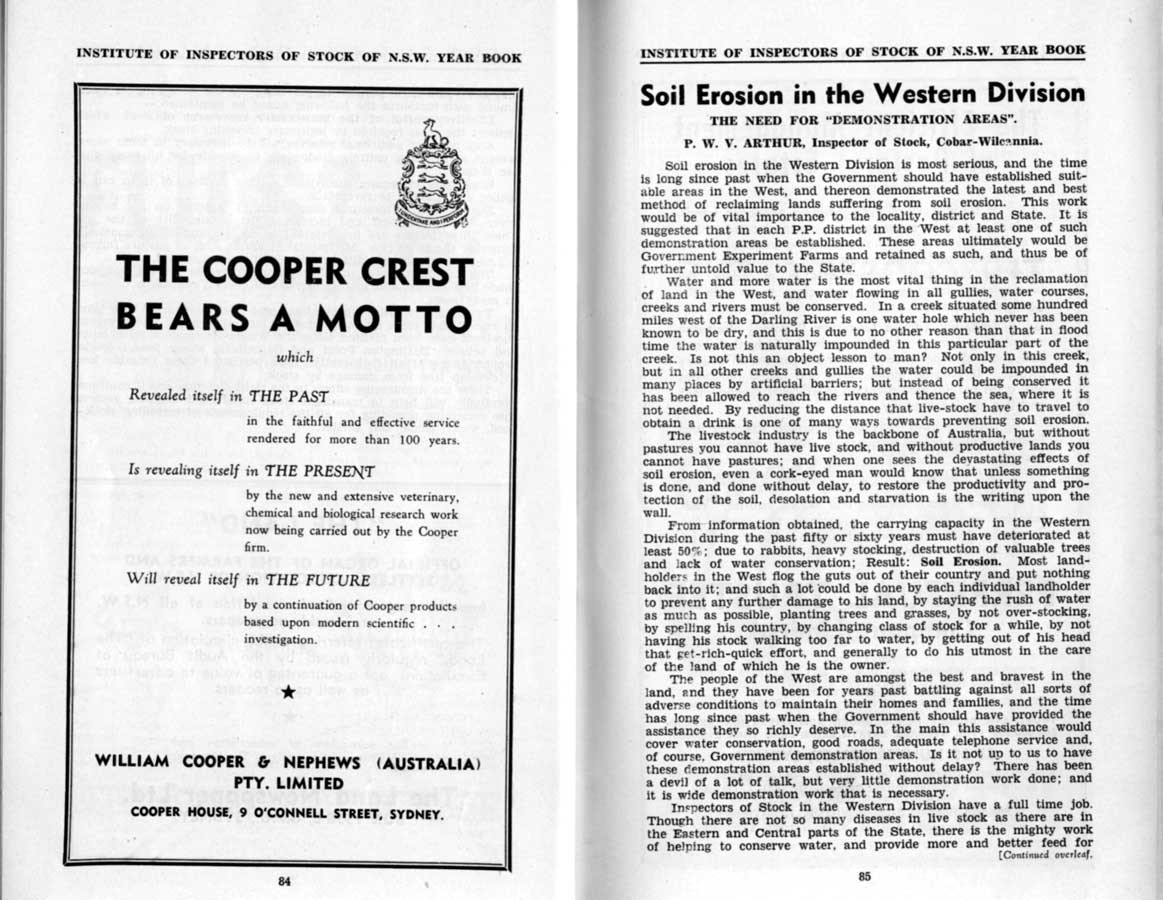 INSTITUTE OF INSPECTORS OF STOCK OF N.S.W. YEAR BOOK
I UNDERTAKE AND I PERFORM
THE COOPER CREST
BEARS A MOTTO
which
Revealed itself in THE PAST
in the faithful and effective service
rendered for more than 100 years.
Is revealing itself in THE PRESENT
by the new and extensive veterinary,
chemical and biological research work
now being carried out by the Cooper
firm.
Will reveal itself in THE FUTURE
by a continuation of Cooper products
based upon modern scientific . . .
investigation.
WILLIAM COOPER & NEPHEWS (AUSTRALIA)
PTY. LIMITED
COOPER HOUSE, 9 O'CONNELL STREET, SYDNEY.
84
INSTITUTE OF INSPECTORS OF STOCK OF N.S.W. YEAR BOOK
Soil Erosion in the Western Division
THE NEED FOR "DEMONSTRATION AREAS".
P. W. V. ARTHUR, Inspector of Stock, Cobar-Wilcannia.
Soil erosion in the Western Division is most serious, and the time
is long since past when the Government should have established suit-
able areas in the West, and thereon demonstrated the latest and best
method of reclaiming lands suffering from soil erosion. This work
would be of vital importance to the locality, district and State. It is
suggested that in each P.P. district in the West at least one of such
demonstration areas be established. These areas ultimately would be
Government Experiment Farms and retained as such, and thus be of
further untold value to the State.
Water and more water is the most vital thing in the reclamation
of land in the West, and water flowing in all gullies, water courses,
creeks and rivers must be conserved. In a creek situated some hundred
miles west of the Darling River is one water hole which never has been
known to be dry, and this is due to no other reason than that in flood
time the water is naturally impounded in this particular part of the
creek. Is not this an object lesson to man? Not only in this creek,
but in all other creeks and gullies the water could be impounded in
many places by artificial barriers; but instead of being conserved it
has been allowed to reach the rivers and thence the sea, where it is
not needed. By reducing the distance that live-stock have to travel to
obtain a drink is one of many ways towards preventing soil erosion.
The livestock industry is the backbone of Australia, but without
pastures you cannot have live stock, and without productive lands you
cannot have pastures; and when one sees the devastating effects of
soil erosion, even a cork-eyed man would know that unless something
is done, and done without delay, to restore the productivity and pro-
tection of the soil, desolation and starvation is the writing upon the
wall.
From information obtained, the carrying capacity in the Western
Division during the past fifty or sixty years must have deteriorated at
least 50%; due to rabbits, heavy stocking, destruction of valuable trees
and lack of water conservation; Result: Soil Erosion. Most land-
holders in the West flog the guts out of their country and put nothing
back into it; and such a lot could be done by each individual landholder
to prevent any further damage to his land, by staying the rush of water
as much as possible, planting trees and grasses, by not over-stocking,
by spelling his country, by changing class of stock for a while, by not
having his stock walking too far to water, by getting out of his head
that get-rich-quick effort, and generally to do his utmost in the care
of the land of which he is the owner.
The people of the West are amongst the best and bravest in the
land, and they have been for years past battling against all sorts of
adverse conditions to maintain their homes and families, and the time
has long since past when the Government should have provided the
assistance they so richly deserve. In the main this assistance would
cover water conservation, good roads, adequate telephone service and,
of course, Government demonstration areas. Is it not up to us to have
these demonstration areas established without delay? There has been
a devil of a lot of talk, but very little demonstration work done; and
it is wide demonstration work that is necessary.
Inspectors of Stock in the Western Division have a full time job.
Though there are not so many diseases in live stock as there are in
the Eastern and Central parts of the State, there is the mighty work
of helping to conserve water, and provide more and better feed for
[Continued overleaf.
85